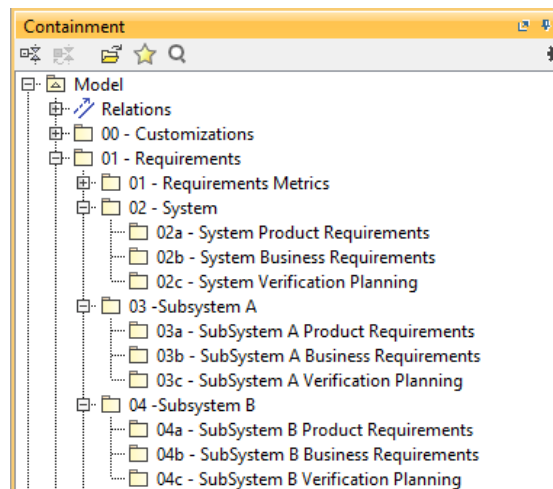 Containment
Model
Relations
00 - Customizations
01 - Requirements
01 - Requirements Metrics
02 - System
02a - System Product Requirements
02b - System Business Requirements
02c - System Verification Planning
03 -Subsystem A
03a - SubSystem A Product Requirements
03b - SubSystem A Business Requirements
03c - SubSystem A Verification Planning
04 -Subsystem B
04a - SubSystem B Product Requirements
04b - SubSystem B Business Requirements
04c - SubSystem B Verification Planning